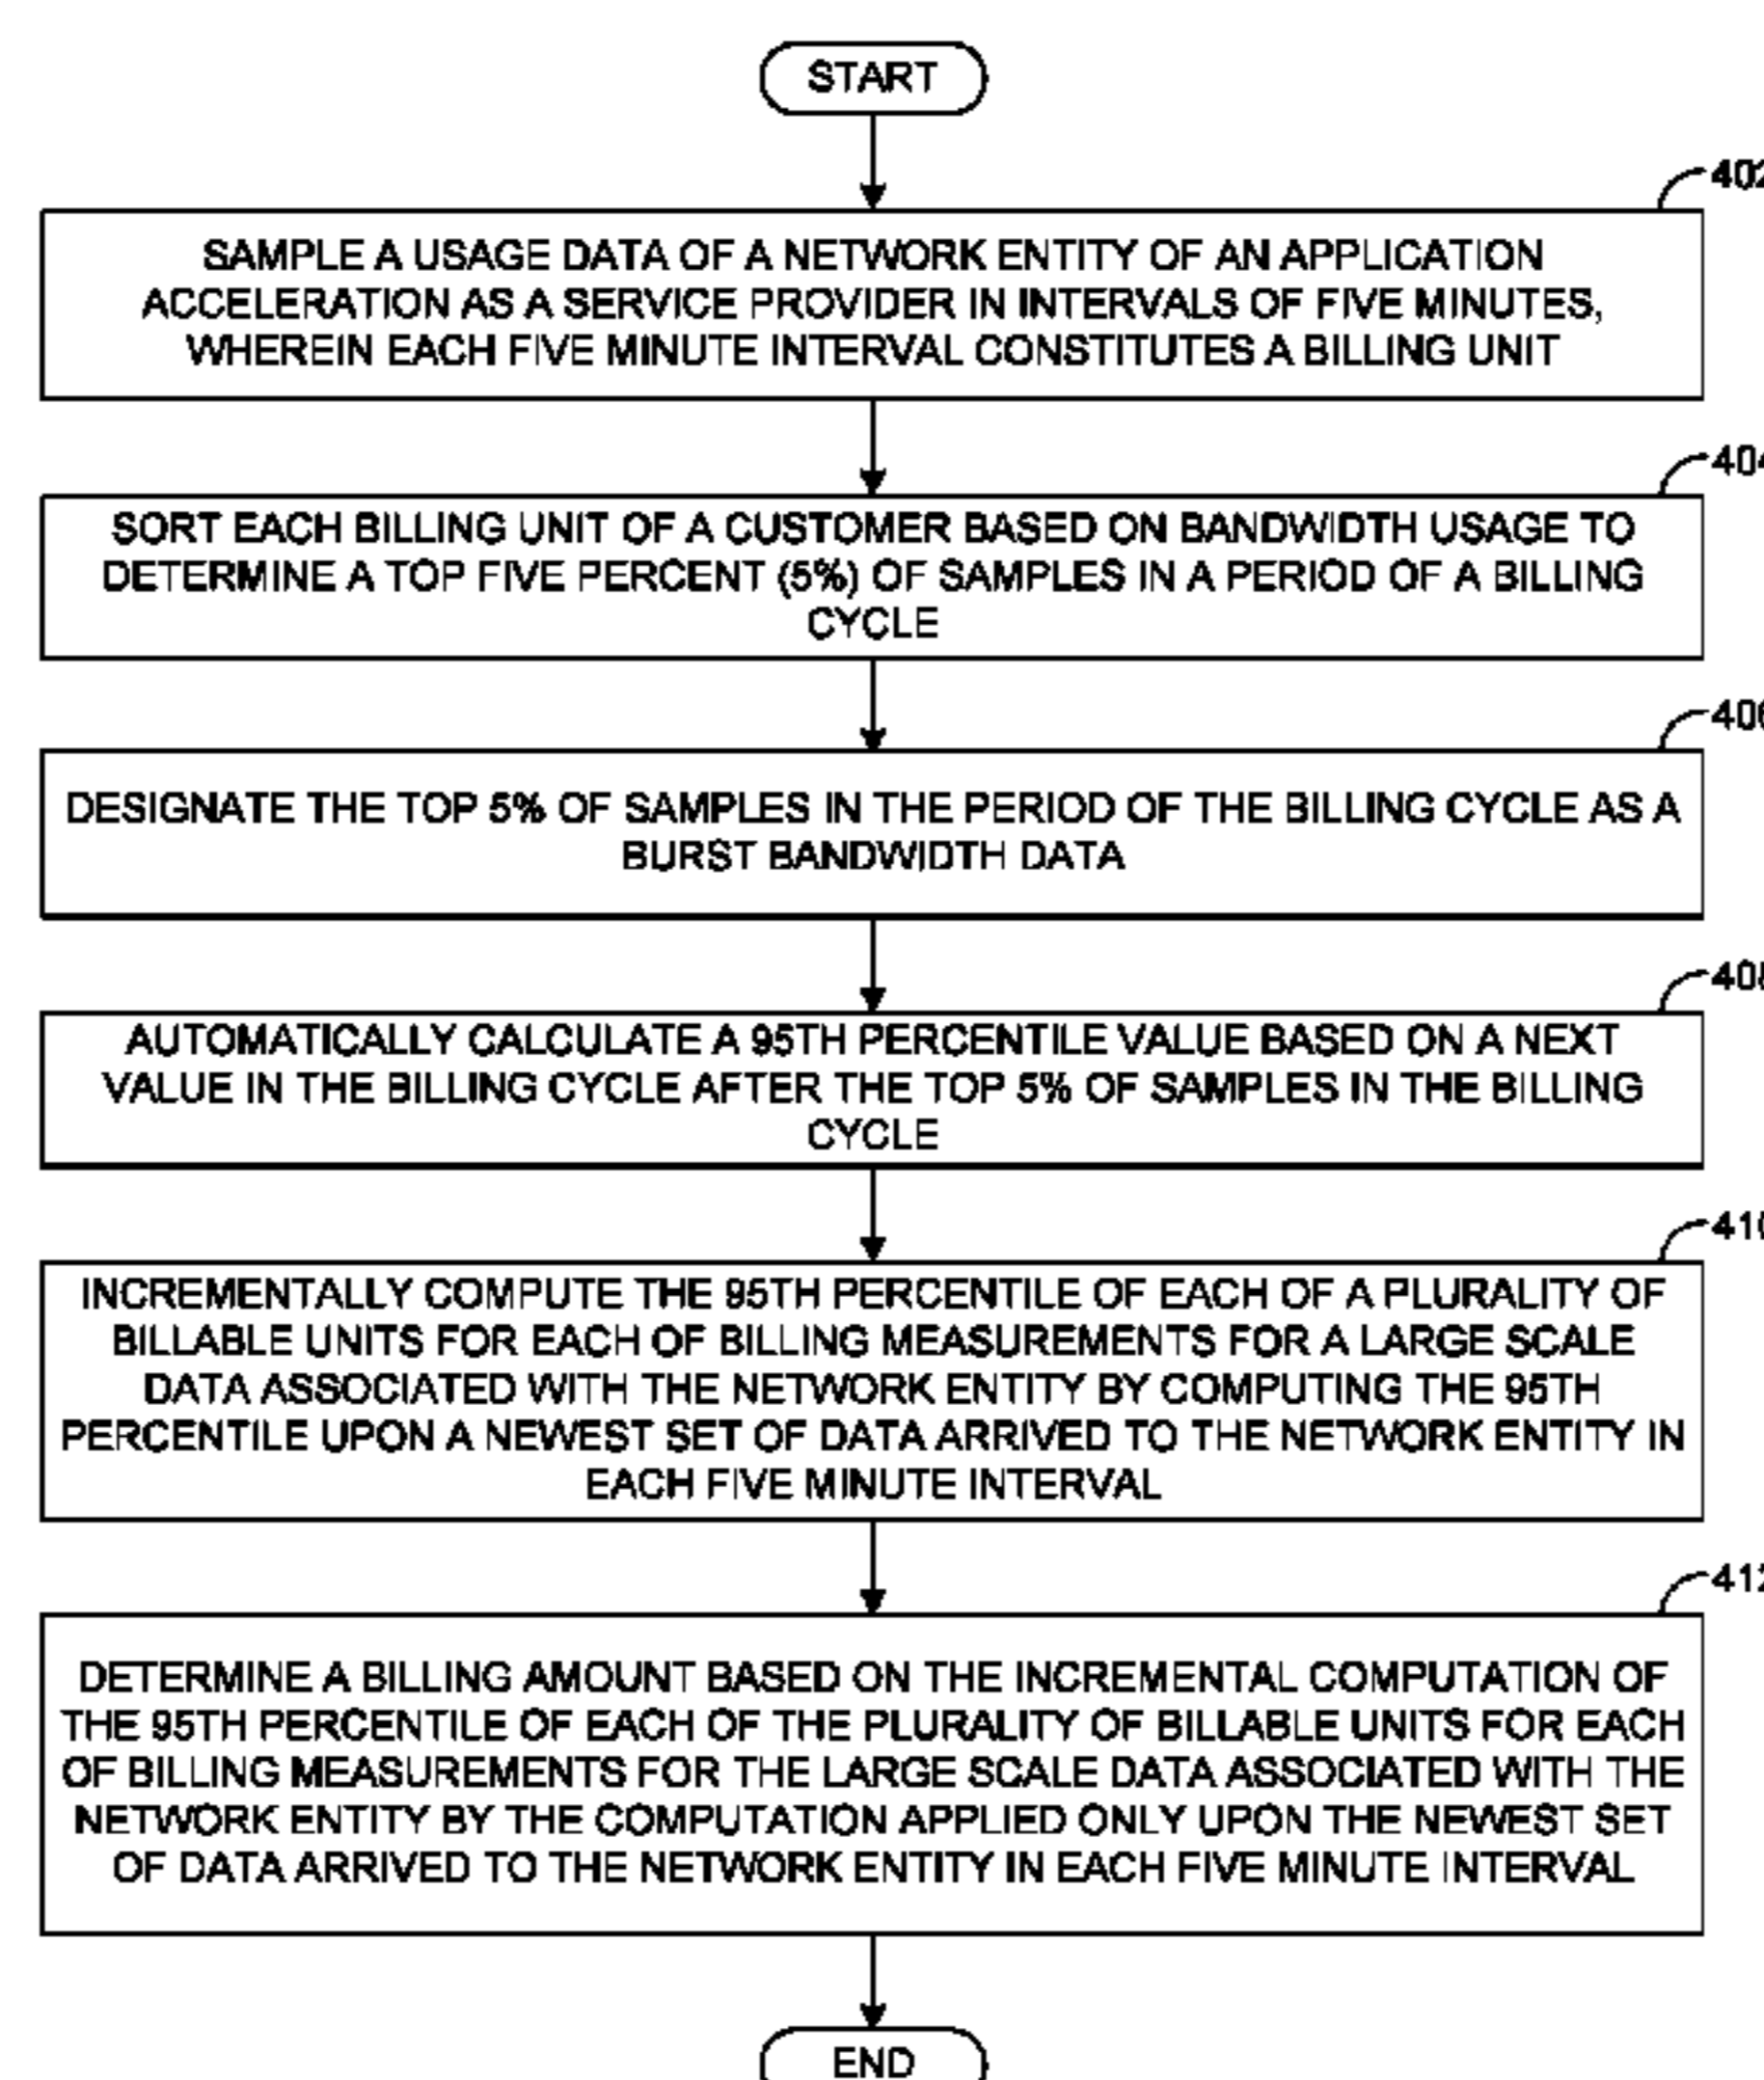 START
402
SAMPLE A USAGE DATA OF A NETWORK ENTITY OF AN APPLICATION
ACCELERATION AS A SERVICE PROVIDER IN INTERVALS OF FIVE MINUTES,
WHEREIN EACH FIVE MINUTE INTERVAL CONSTITUTES A BILLING UNIT
404
SORT EACH BILLING UNIT OF A CUSTOMER BASED ON BANDWIDTH USAGE TO
DETERMINE A TOP FIVE PERCENT (5%) OF SAMPLES IN A PERIOD OF A BILLING
CYCLE
406
DESIGNATE THE TOP 5% OF SAMPLES IN THE PERIOD OF THE BILLING CYCLE AS A
BURST BANDWIDTH DATA
408
AUTOMATICALLY CALCULATE A 95TH PERCENTILE VALUE BASED ON A NEXT
VALUE IN THE BILLING CYCLE AFTER THE TOP 5% OF SAMPLES IN THE BILLING
CYCLE
410
INCREMENTALLY COMPUTE THE 95TH PERCENTILE OF EACH OF A PLURALITY OF
BILLABLE UNITS FOR EACH OF BILLING MEASUREMENTS FOR A LARGE SCALE
DATA ASSOCIATED WITH THE NETWORK ENTITY BY COMPUTING THE 95TH
PERCENTILE UPON A NEWEST SET OF DATA ARRIVED TO THE NETWORK ENTITY IN
EACH FIVE MINUTE INTERVAL
412
DETERMINE A BILLING AMOUNT BASED ON THE INCREMENTAL COMPUTATION OF
THE 95TH PERCENTILE OF EACH OF THE PLURALITY OF BILLABLE UNITS FOR EACH
OF BILLING MEASUREMENTS FOR THE LARGE SCALE DATA ASSOCIATED WITH THE
NETWORK ENTITY BY THE COMPUTATION APPLIED ONLY UPON THE NEWEST SET
OF DATA ARRIVED TO THE NETWORK ENTITY IN EACH FIVE MINUTE INTERVAL
END